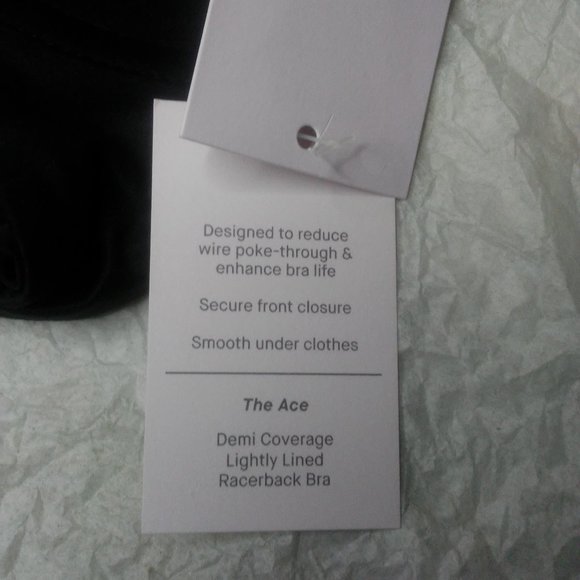 Designed to reduce
wire poke-through &
enhance bra life
Secure front closure
Smooth under clothes
The Ace
Demi Coverage
Lightly Lined
Racerback Bra